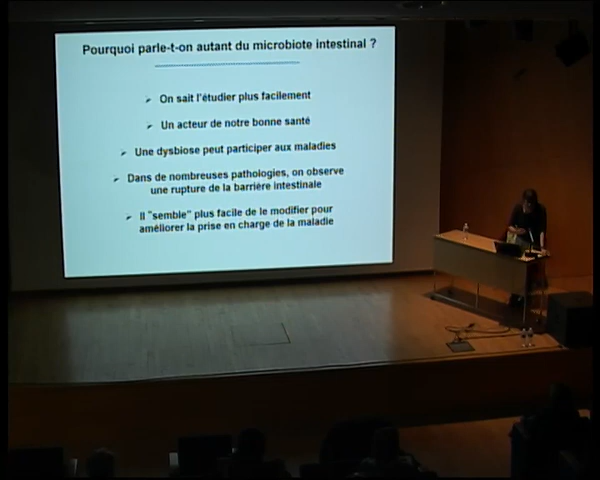 Pourquoi parle-t-on autant du microbiote intestinal ?
On sait l'étudier plus facilement
Un acteur de notre bonne santé
Une dysbiose peut participer aux maladies
Dans de nombreuses pathologies, on observe
une rupture de la barrière intestinale
Il "semble" plus facile de le modifier pour
améliorer la prise en charge de la maladie